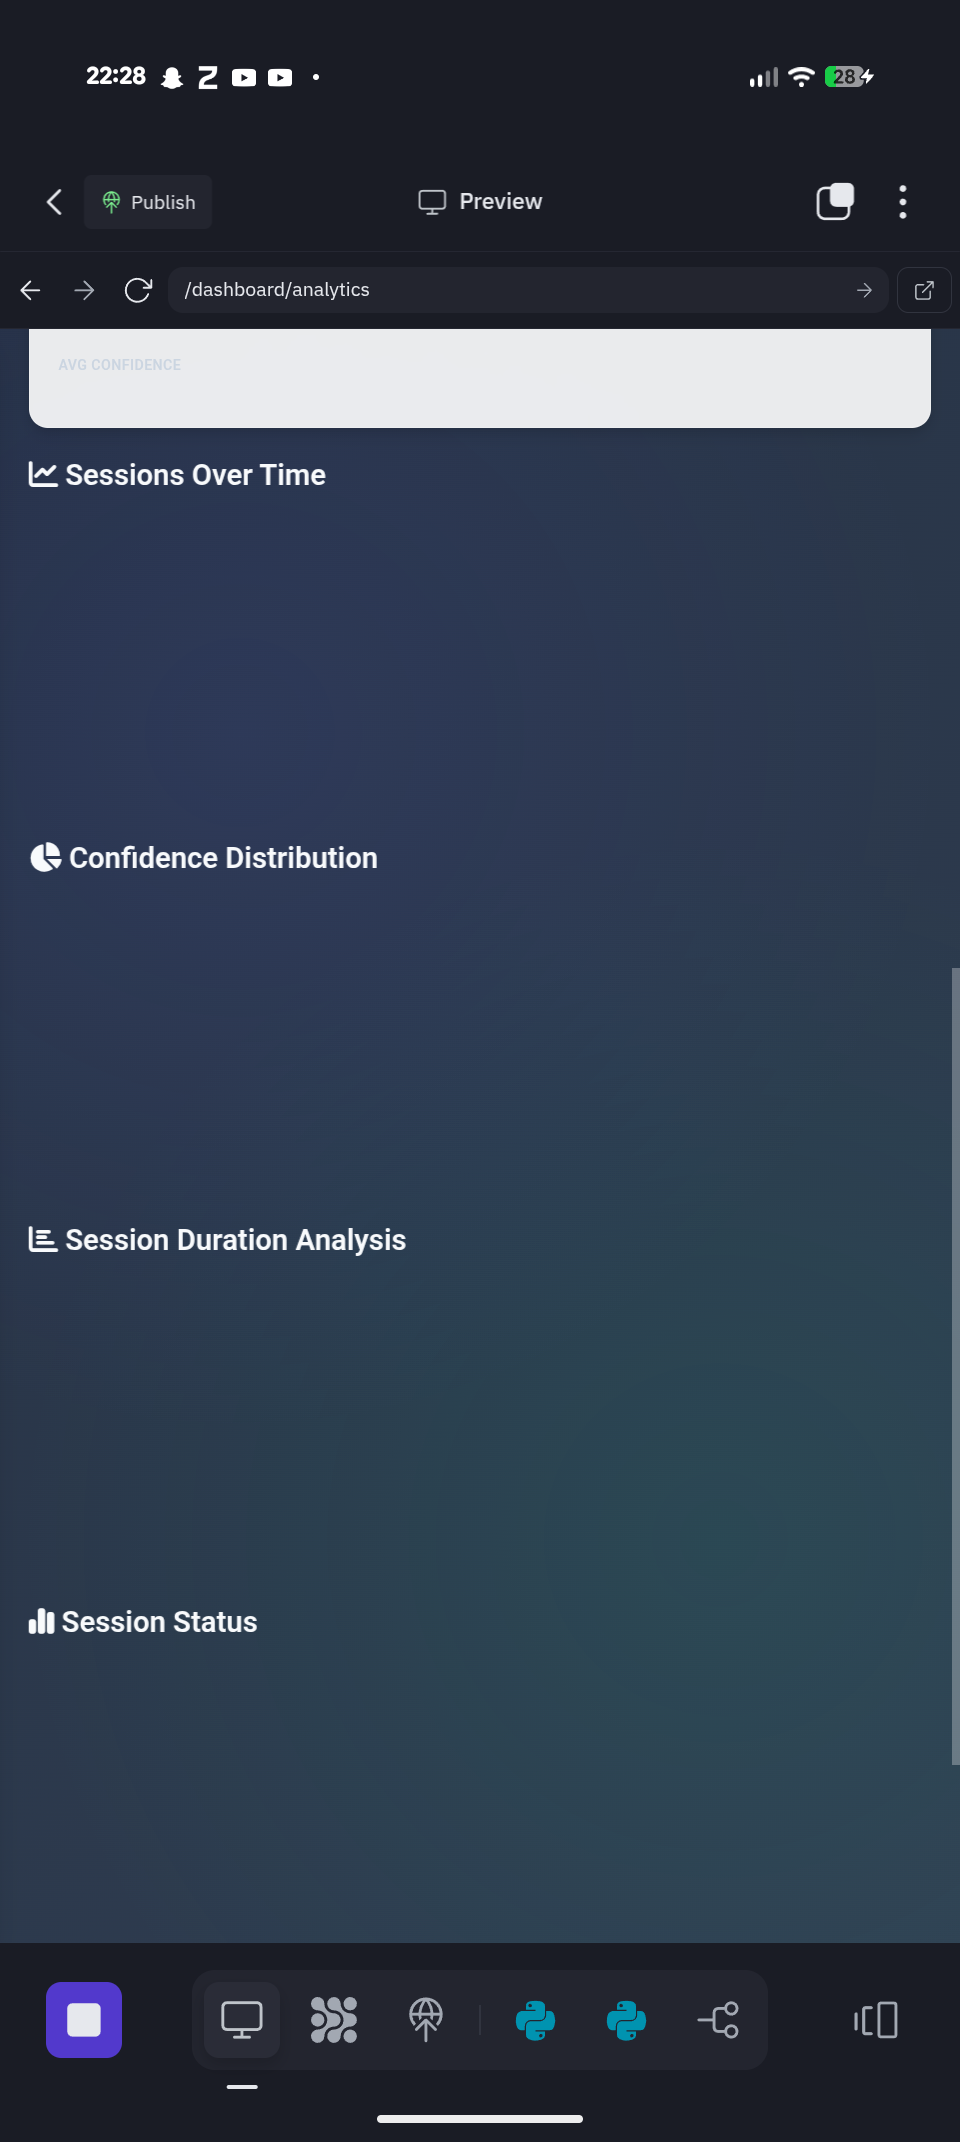 22:28
28
Publish
Preview
/dashboard/analytics
AVG CONFIDENCE
Sessions Over Time
Confidence Distribution
Session Duration Analysis
Session Status